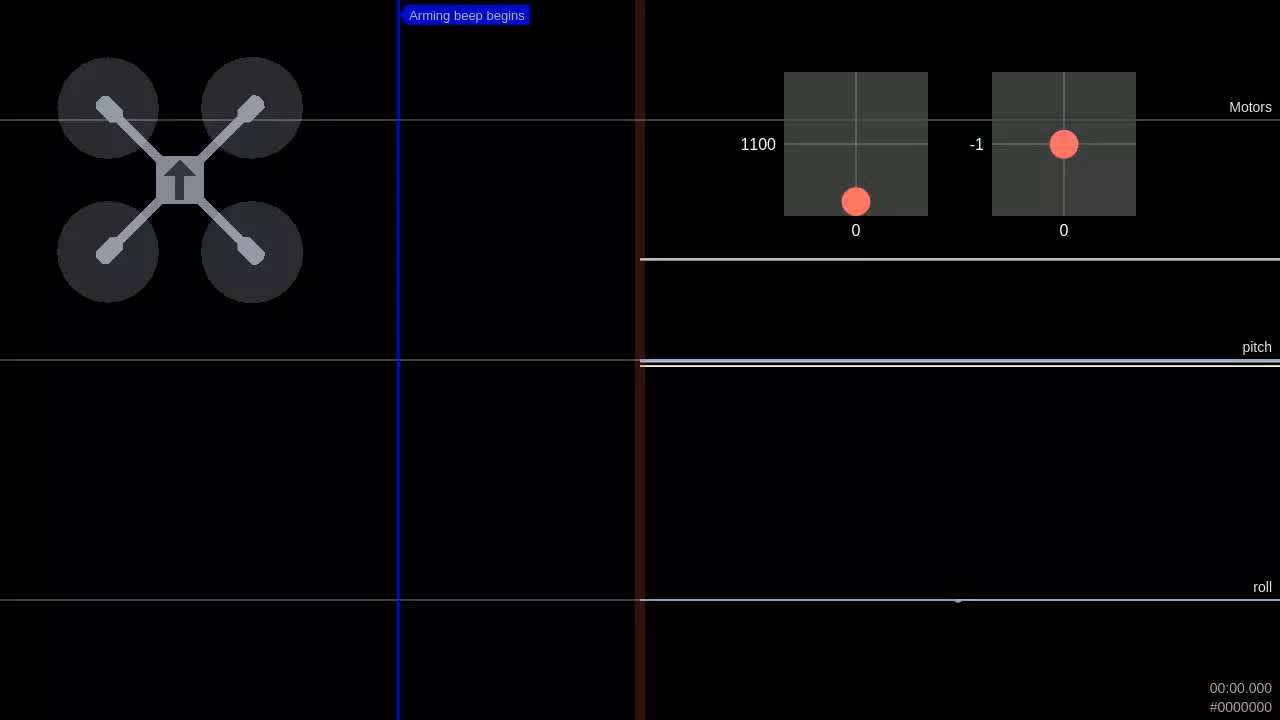 Arming beep begins
Motors
1100
-1
0
0
pitch
roll
00:00.000
#0000000